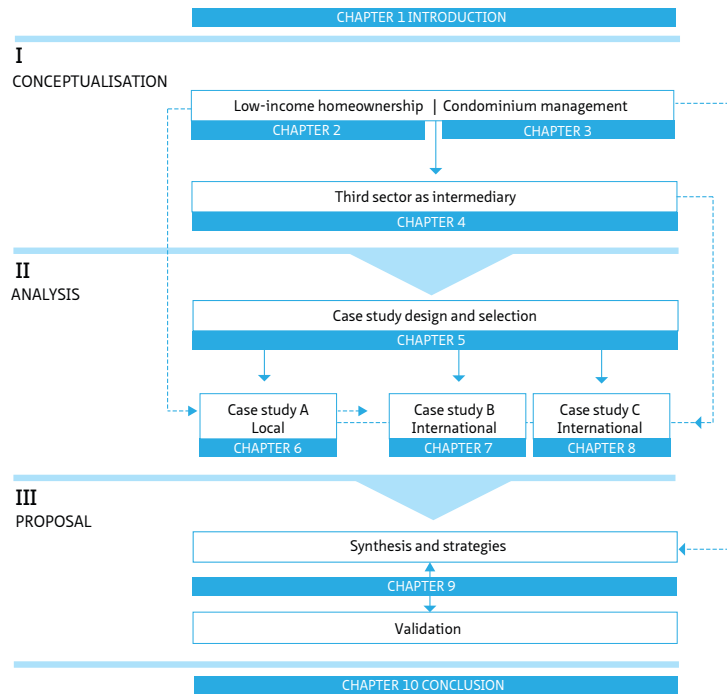 CHAPTER 1 INTRODUCTION
I
CONCEPTUALISATION
Low-income homeownership | Condominium management
CHAPTER 2
CHAPTER 3
Third sector as intermediary
CHAPTER 4
II
ANALYSIS
Case study design and selection
CHAPTER 5
Case study A
Local
CHAPTER 6
Case study B
International
CHAPTER 7
Case study C
International
CHAPTER 8
III
PROPOSAL
Synthesis and strategies
CHAPTER 9
Validation
CHAPTER 10 CONCLUSION